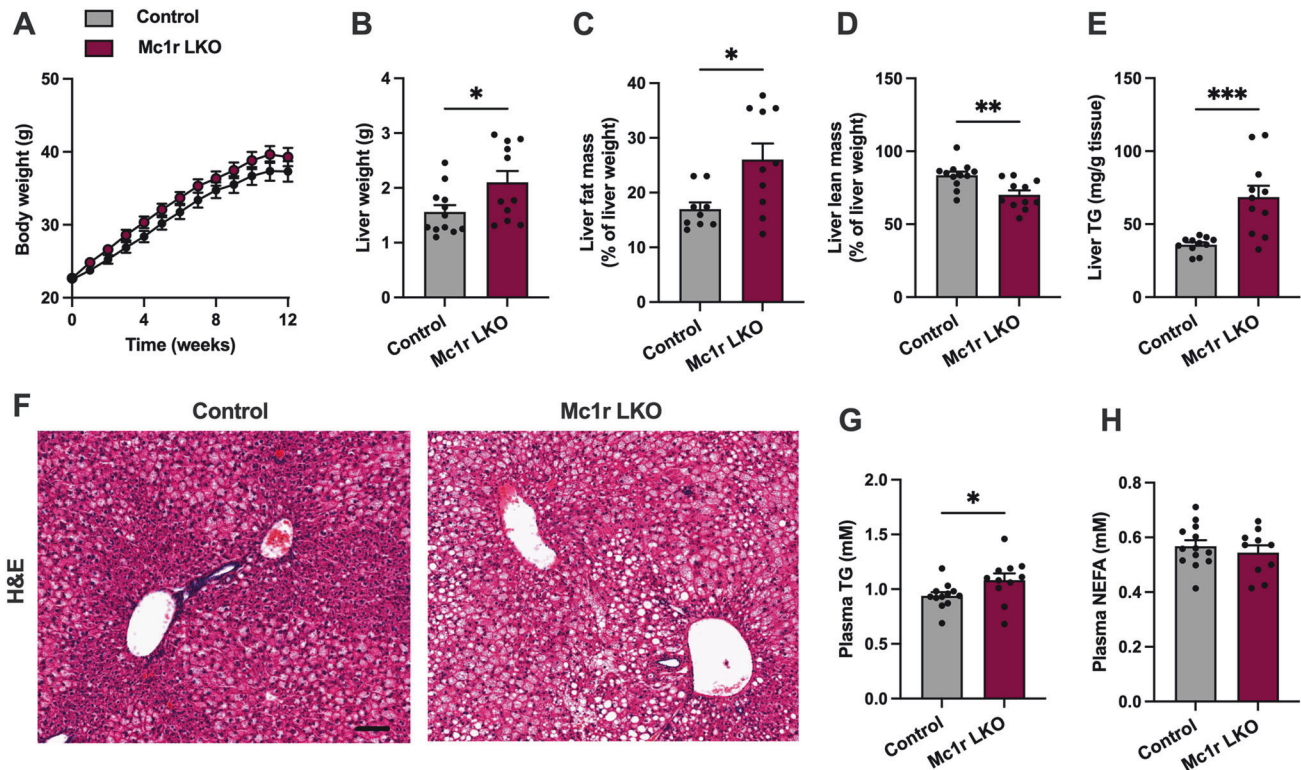 A
Control
Mc1r LKO
Body weight (g)
50
40
30
20
0
4
8
12
Time (weeks)
B
Liver weight (g)
4
3
2
1
0
*
Control
Mc1r LKO
C
Liver fat mass
(% of liver weight)
40
30
20
10
0
*
Control
Mc1r LKO
D
Liver lean mass
(% of liver weight)
150
100
50
0
**
Control
Mc1r LKO
E
Liver TG (mg/g tissue)
150
100
50
0
***
Control
Mc1r LKO
F
Control
Mc1r LKO
H&E
G
Plasma TG (mM)
2.0
1.5
1.0
0.5
0.0
*
Control
Mc1r LKO
H
Plasma NEFA (mM)
0.8
0.6
0.4
0.2
0.0
Control
Mc1r LKO